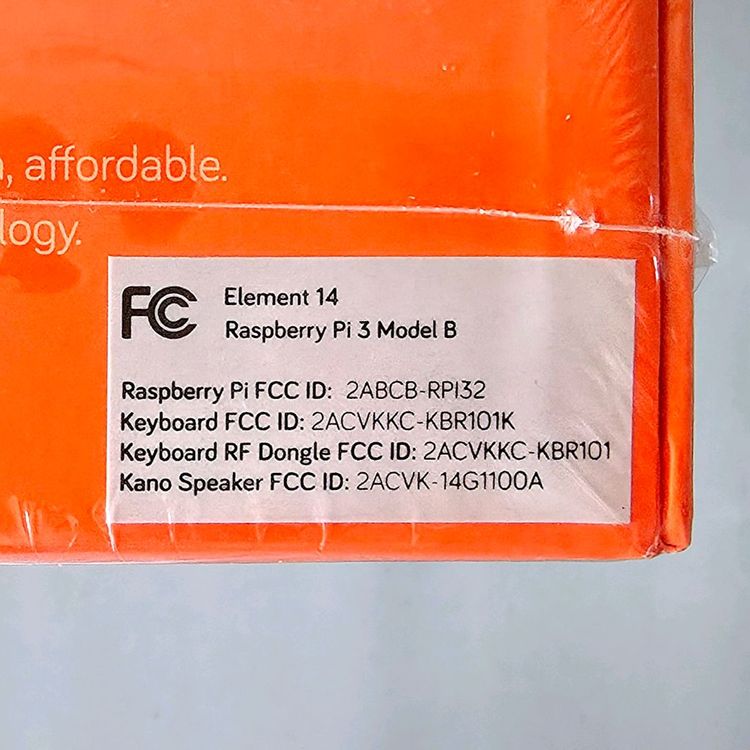 , affordable.
logy.
FC Element 14
Raspberry Pi 3 Model B
Raspberry Pi FCC ID: 2ABCB-RPI32
Keyboard FCC ID: 2ACVKKC-KBR101K
Keyboard RF Dongle FCC ID: 2ACVKKC-KBR101
Kano Speaker FCC ID: 2ACVK-14G1100A